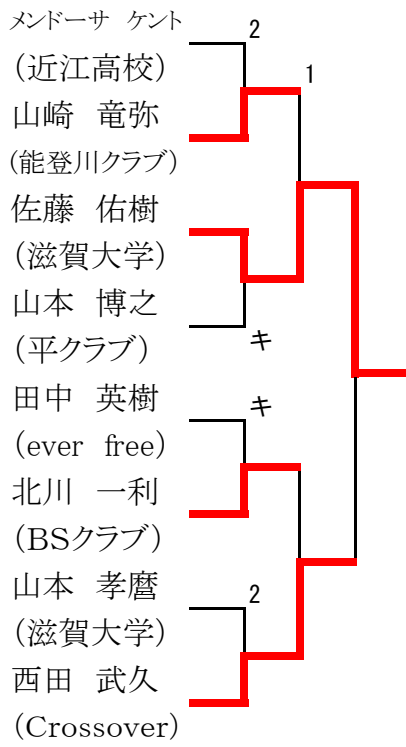 メンドーサ ケント
2
(近江高校)
1
山崎 竜弥
(能登川クラブ)
佐藤 佑樹
(滋賀大学)
山本 博之
キ
(平クラブ)
田中 英樹
キ
(ever free)
北川 一利
(BSクラブ)
山本 孝麿
2
(滋賀大学)
西田 武久
(Crossover)